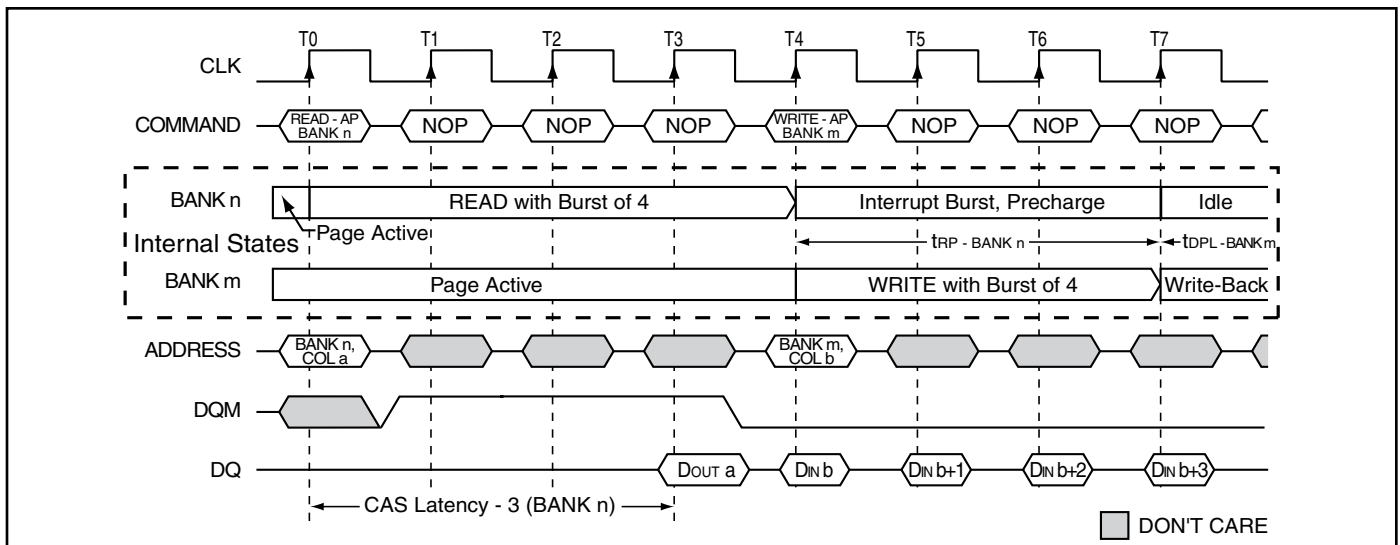 T0 T1 T2 T3 T4 T5 T6 T7
CLK
COMMAND READ - AP BANK n NOP NOP NOP WRITE - AP BANK m NOP NOP NOP
BANK n READ with Burst of 4 Interrupt Burst, Precharge Idle
Internal States Page Active tRP - BANK n tDPL - BANK m
BANK m Page Active WRITE with Burst of 4 Write-Back
ADDRESS BANK n, COL a BANK m, COL b
DQM
DQ DOUT a DIN b DIN b+1 DIN b+2 DIN b+3
CAS Latency - 3 (BANK n)
DON'T CARE